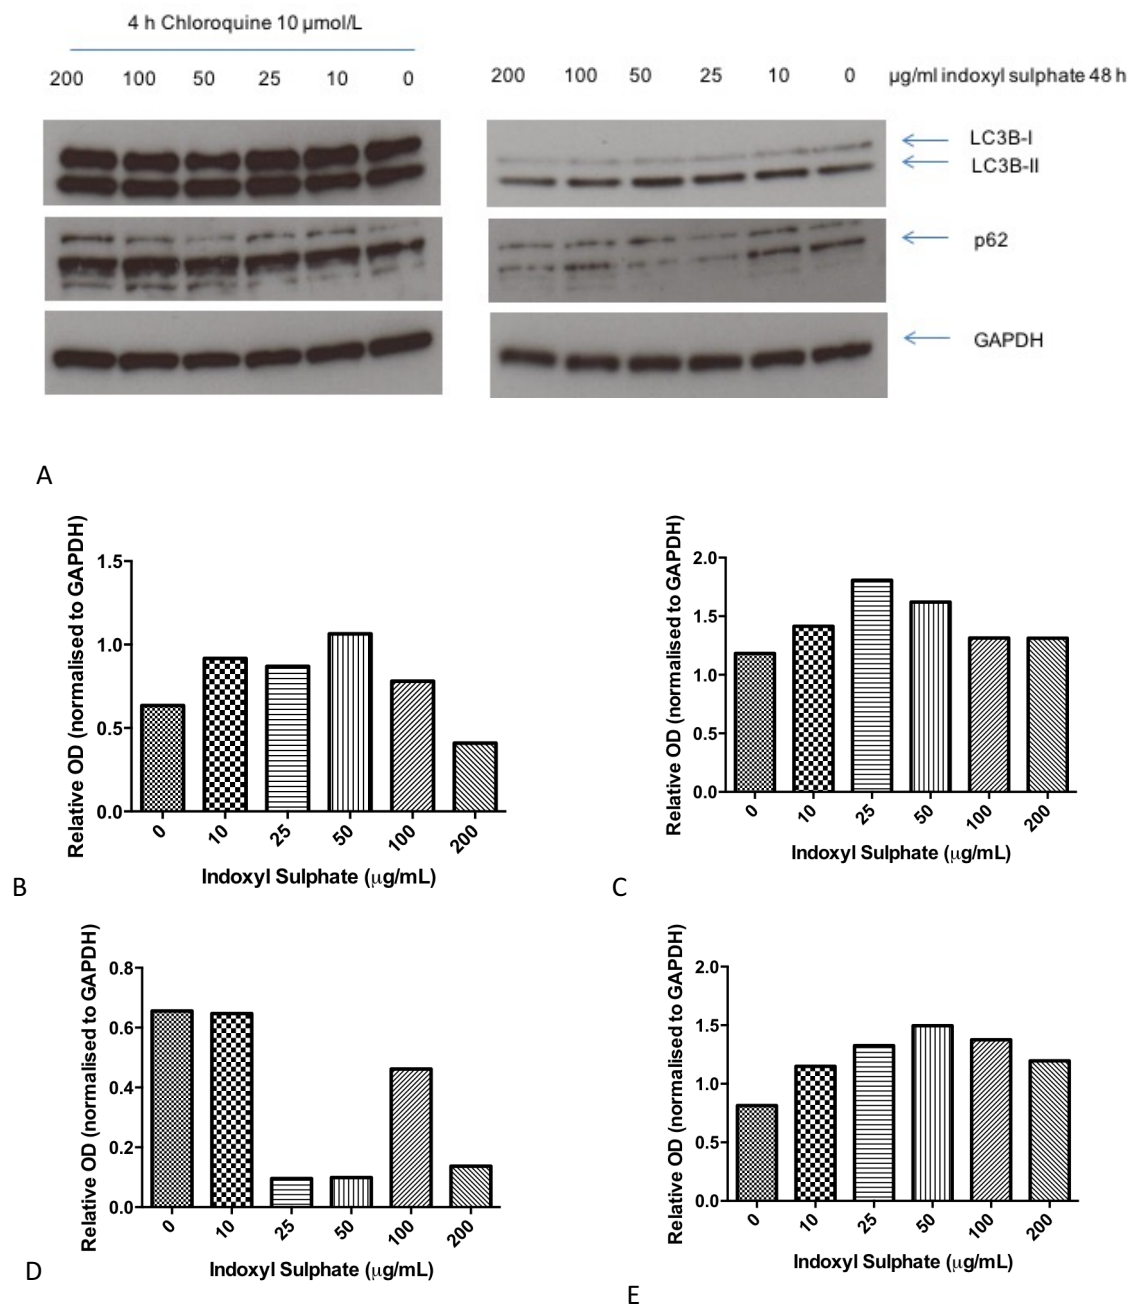 4 h Chloroquine 10 µmol/L
200 100 50 25 10 0
200 100 50 25 10 0 µg/ml indoxyl sulphate 48 h
LC3B-I
LC3B-II
p62
GAPDH
A
Relative OD (normalised to GAPDH)
1.5
1.0
0.5
0.0
0 10 25 50 100 200
Indoxyl Sulphate (µg/mL)
B
Relative OD (normalised to GAPDH)
2.0
1.5
1.0
0.5
0.0
0 10 25 50 100 200
Indoxyl Sulphate (µg/mL)
C
Relative OD (normalised to GAPDH)
0.8
0.6
0.4
0.2
0.0
0 10 25 50 100 200
Indoxyl Sulphate (µg/mL)
D
Relative OD (normalised to GAPDH)
2.0
1.5
1.0
0.5
0.0
0 10 25 50 100 200
Indoxyl Sulphate (µg/mL)
E